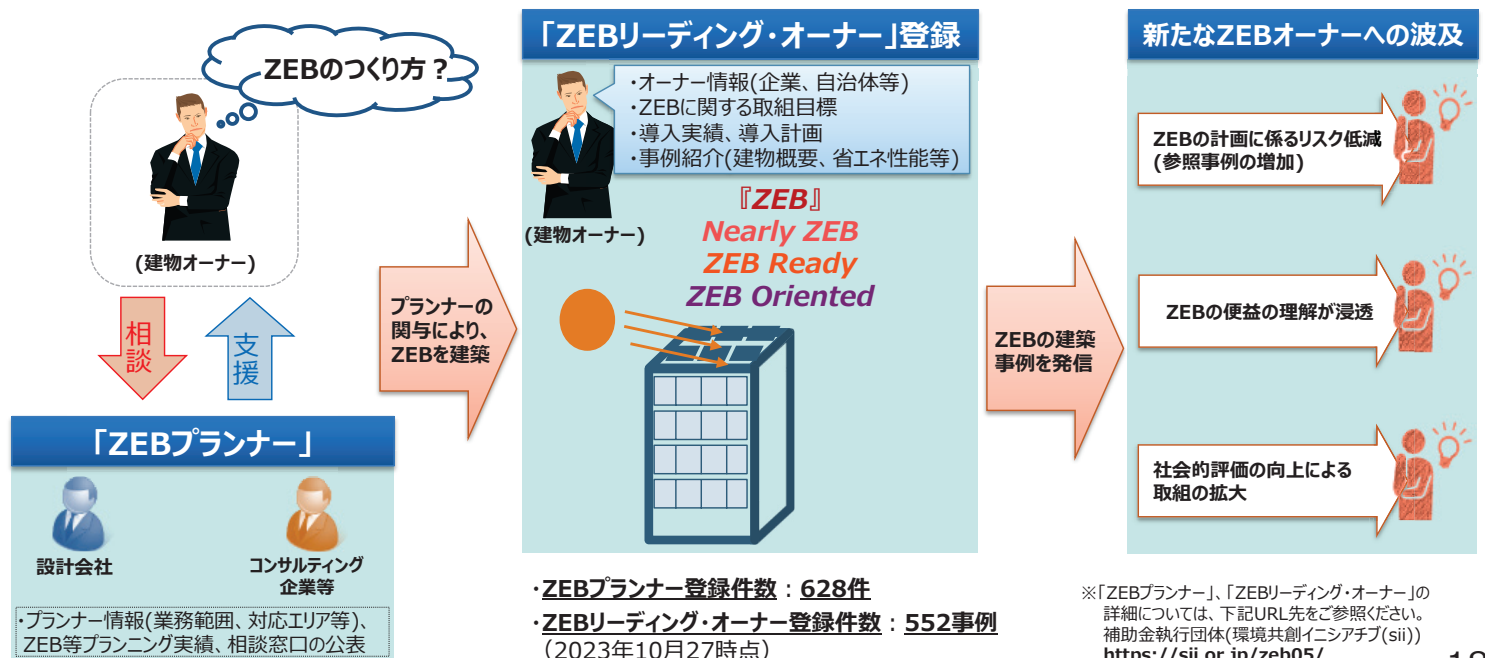 ZEBのつくり方？
(建物オーナー)
相談
支援
「ZEBプランナー」
設計会社
コンサルティング
企業等
・プランナー情報(業務範囲、対応エリア等)、
ZEB等プランニング実績、相談窓口の公表
プランナーの
関与により、
ZEBを建築
「ZEBリーディング・オーナー」登録
・オーナー情報(企業、自治体等)
・ZEBに関する取組目標
・導入実績、導入計画
・事例紹介(建物概要、省エネ性能等)
(建物オーナー)
『ZEB』
Nearly ZEB
ZEB Ready
ZEB Oriented
・ZEBプランナー登録件数：628件
・ZEBリーディング・オーナー登録件数：552事例
（2023年10月27時点）
ZEBの建築
事例を発信
新たなZEBオーナーへの波及
ZEBの計画に係るリスク低減
(参照事例の増加)
ZEBの便益の理解が浸透
社会的評価の向上による
取組の拡大
※「ZEBプランナー」、「ZEBリーディング・オーナー」の
詳細については、下記URL先をご参照ください。
補助金執行団体(環境共創イニシアチブ(sii))
https://sii.or.jp/zeb05/